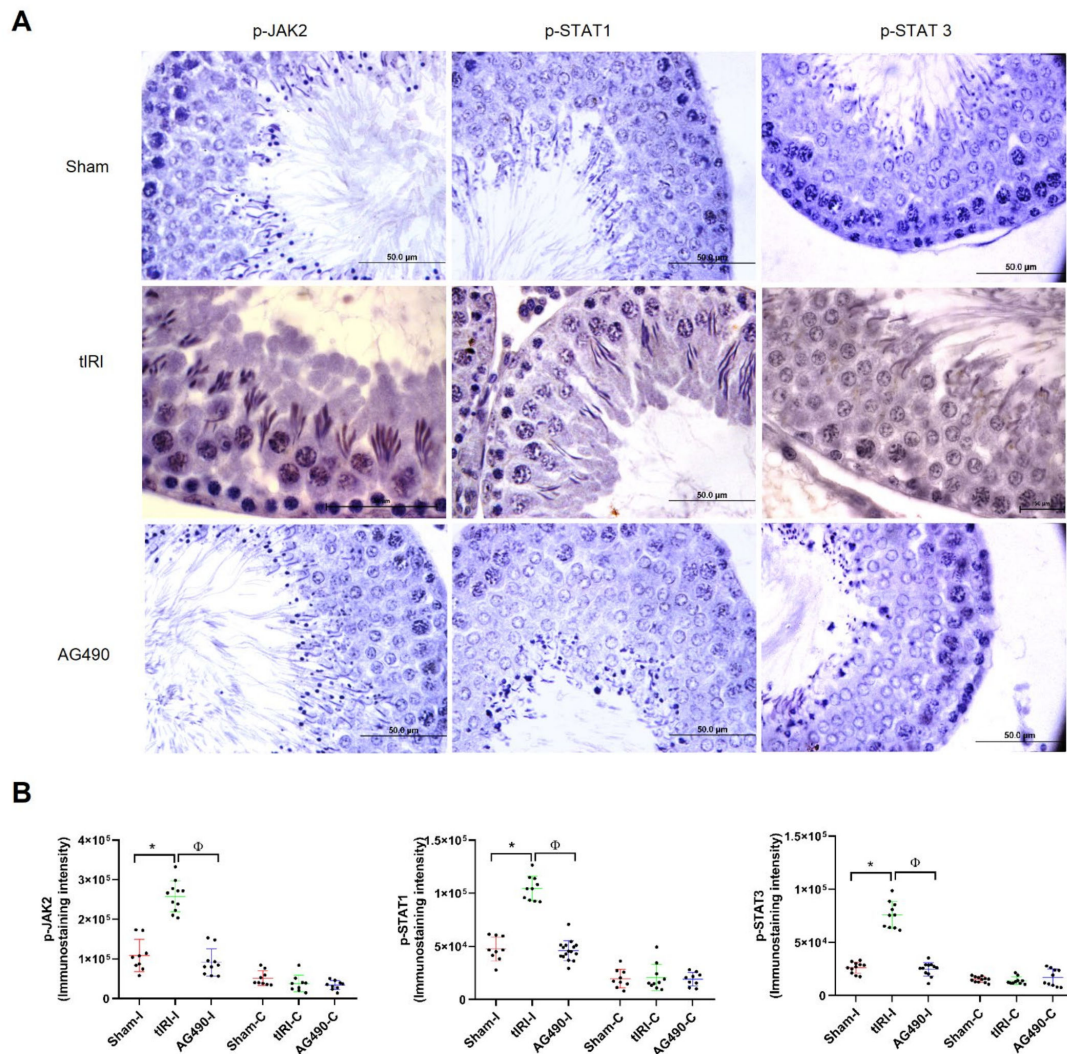 A
p-JAK2 p-STAT1 p-STAT 3
Sham
50.0 µm 50.0 µm 50.0 µm
tIRI
50.0 µm
AG490
50.0 µm 50.0 µm 50.0 µm
B
p-JAK2
(Immunostaining intensity)
4×10⁵
3×10⁵
2×10⁵
1×10⁵
0
* Φ
Sham-I tIRI-I AG490-I Sham-C tIRI-C AG490-C
p-STAT1
(Immunostaining intensity)
1.5×10⁵
1×10⁵
5×10⁴
0
* Φ
Sham-I tIRI-I AG490-I Sham-C tIRI-C AG490-C
p-STAT3
(Immunostaining intensity)
1.5×10⁵
1×10⁵
5×10⁴
0
* Φ
Sham-I tIRI-I AG490-I Sham-C tIRI-C AG490-C